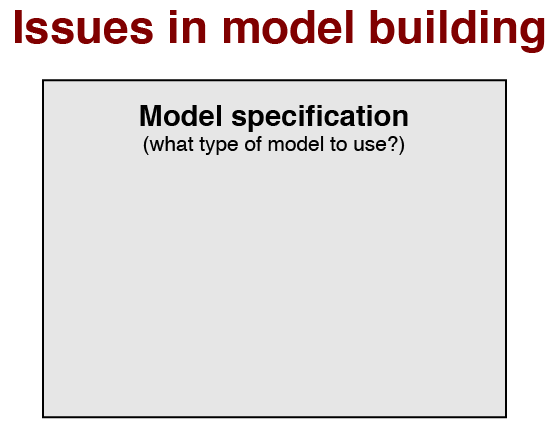 Issues in model building
Model specification
(what type of model to use?)